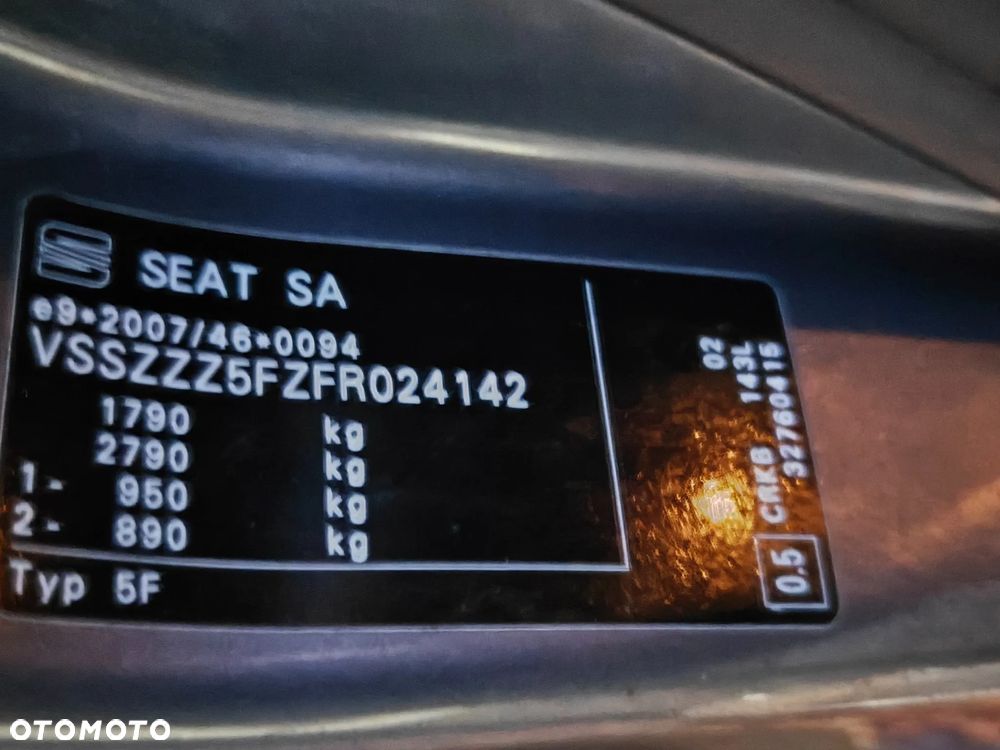 SEAT SA
e9*2007/46*0094
VSSZZZ5FZFR024142
1790 kg
2790 kg
1- 950 kg
2- 890 kg
Typ 5F
02
CRKB 143L
32760415
0.5
OTOMOTO